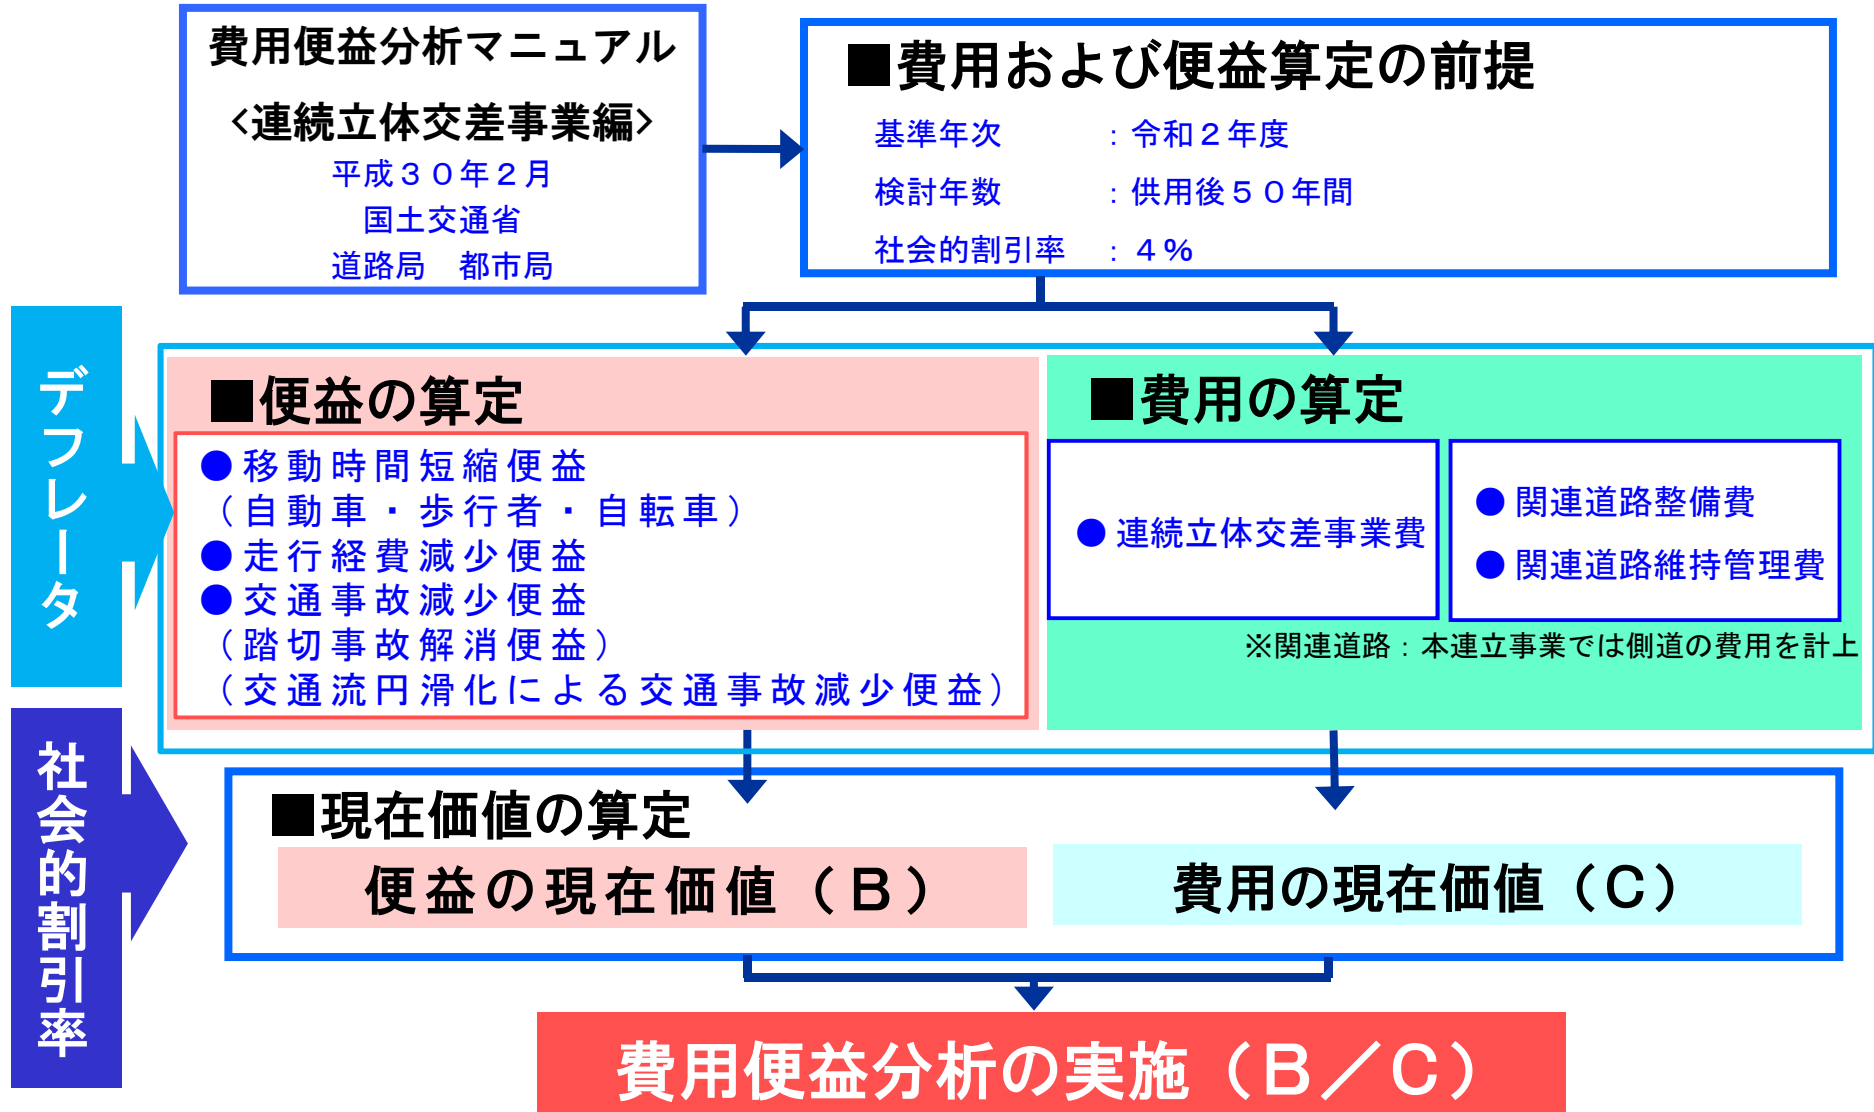 費用便益分析マニュアル
<連続立体交差事業編>
平成３０年２月
国土交通省
道路局　都市局
■費用および便益算定の前提
基準年次　：令和２年度
検討年数　：供用後５０年間
社会的割引率　：４％
デフレータ
■便益の算定
●移動時間短縮便益
（自動車・歩行者・自転車）
●走行経費減少便益
●交通事故減少便益
（踏切事故解消便益）
（交通流円滑化による交通事故減少便益）
■費用の算定
●連続立体交差事業費
●関連道路整備費
●関連道路維持管理費
※関連道路：本連立事業では側道の費用を計上
社会的割引率
■現在価値の算定
便益の現在価値（Ｂ）
費用の現在価値（Ｃ）
費用便益分析の実施（Ｂ／Ｃ）